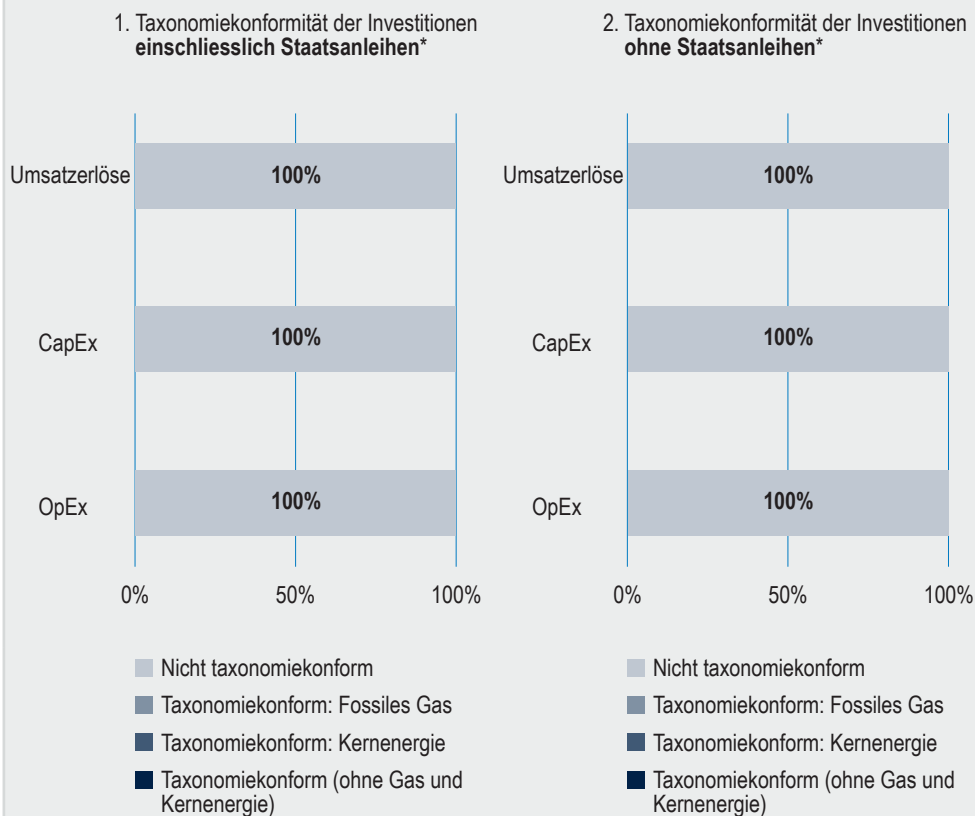 1. Taxonomiekonformität der Investitionen
einschliesslich Staatsanleihen*
Umsatzerlöse
100%
CapEx
100%
OpEx
100%
0% 50% 100%
Nicht taxonomiekonform
Taxonomiekonform: Fossiles Gas
Taxonomiekonform: Kernenergie
Taxonomiekonform (ohne Gas und
Kernenergie)
2. Taxonomiekonformität der Investitionen
ohne Staatsanleihen*
Umsatzerlöse
100%
CapEx
100%
OpEx
100%
0% 50% 100%
Nicht taxonomiekonform
Taxonomiekonform: Fossiles Gas
Taxonomiekonform: Kernenergie
Taxonomiekonform (ohne Gas und
Kernenergie)